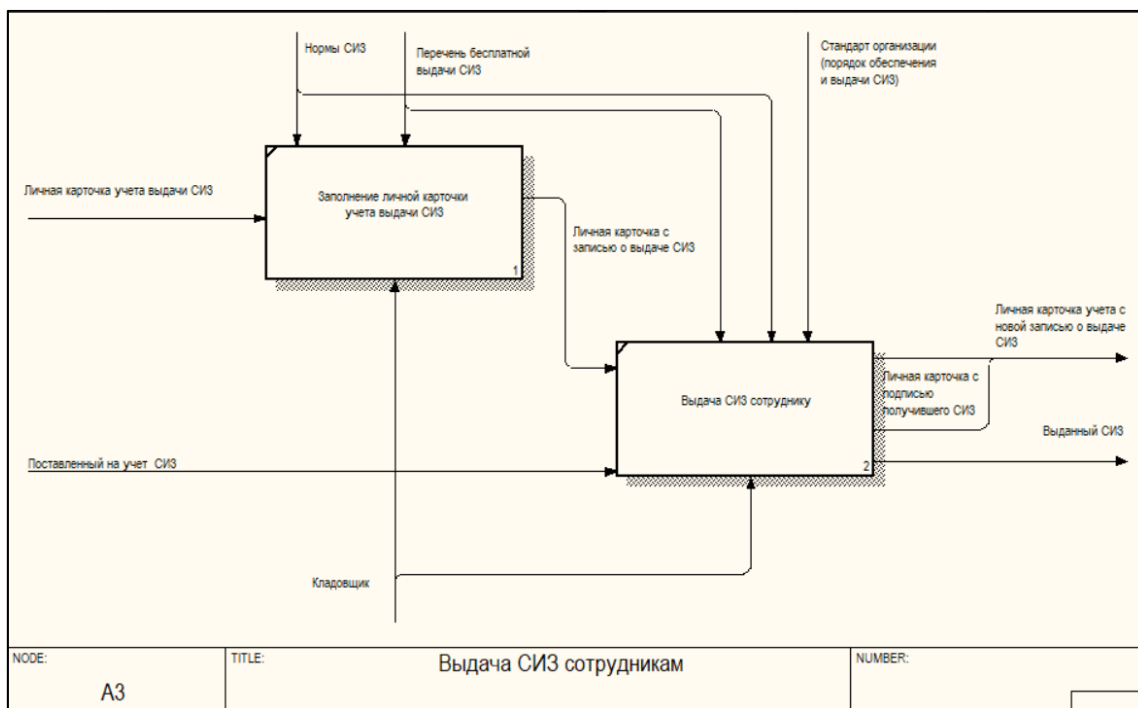 Нормы СИЗ
Перечень бесплатной
выдачи СИЗ
Стандарт организации
(порядок обеспечения
и выдачи СИЗ)
Личная карточка учета выдачи СИЗ
Заполнение личной карточки
учета выдачи СИЗ
1
Личная карточка с
записью о выдаче СИЗ
Личная карточка учета с
новой записью о выдаче
СИЗ
Выдача СИЗ сотруднику
2
Личная карточка с
подписью
получившего СИЗ
Выданный СИЗ
Поставленный на учет СИЗ
Кладовщик
NODE:
A3
TITLE:
Выдача СИЗ сотрудникам
NUMBER: